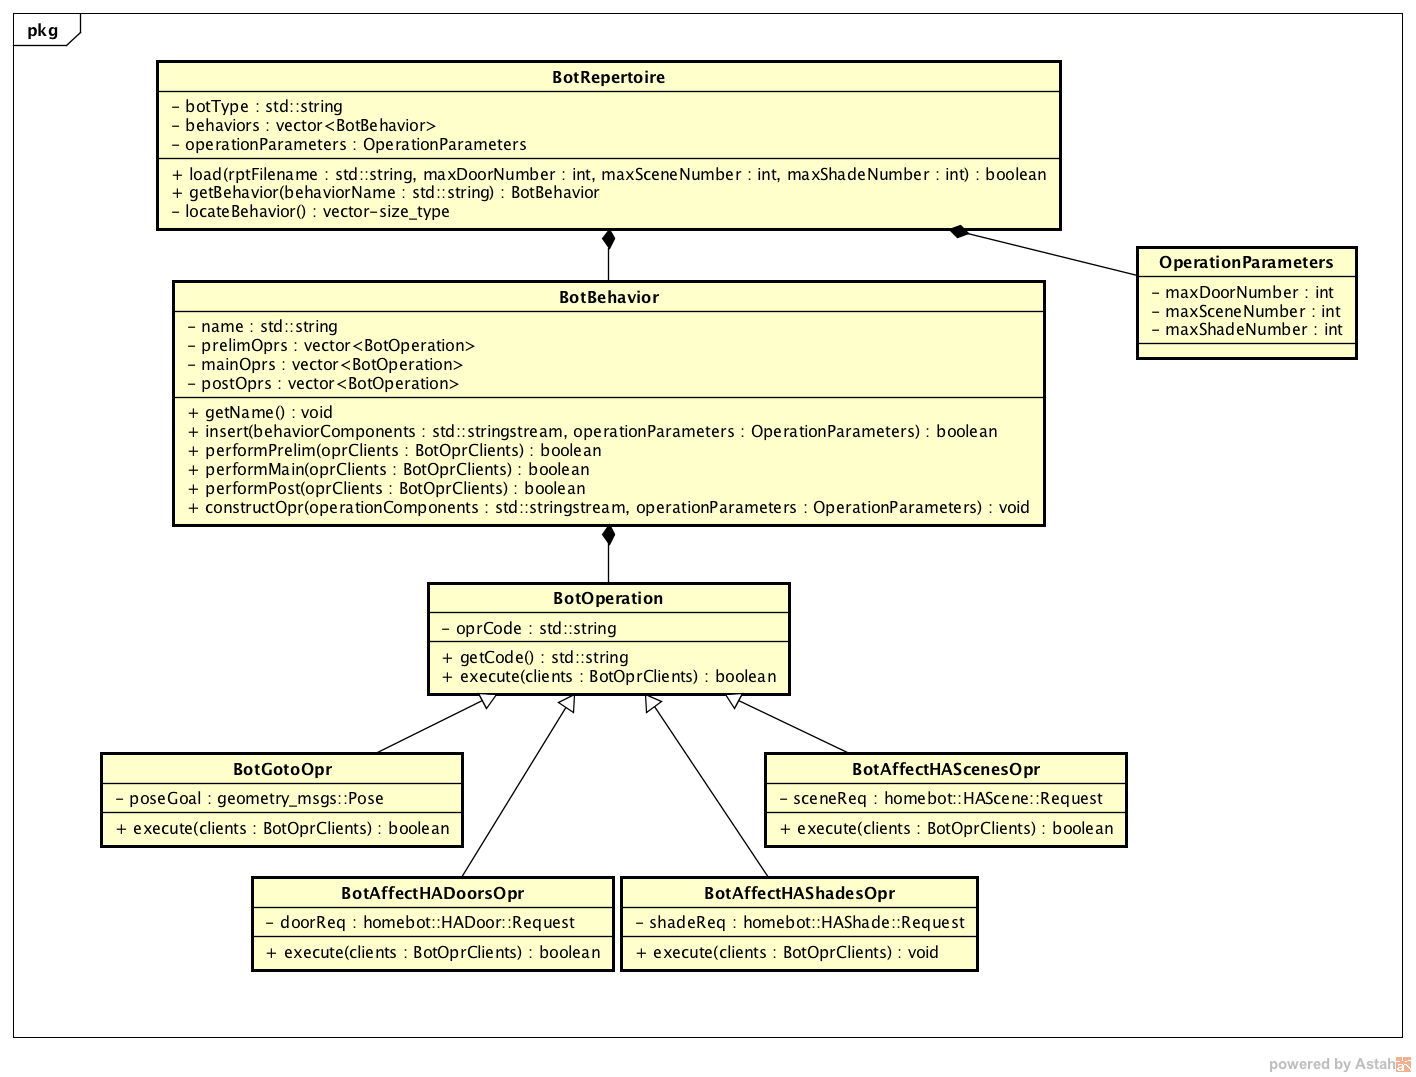 pkg
BotRepertoire
- botType : std::string
- behaviors : vector<BotBehavior>
- operationParameters : OperationParameters
+ load(rptFilename : std::string, maxDoorNumber : int, maxSceneNumber : int, maxShadeNumber : int) : boolean
+ getBehavior(behaviorName : std::string) : BotBehavior
- locateBehavior() : vector-size_type
OperationParameters
- maxDoorNumber : int
- maxSceneNumber : int
- maxShadeNumber : int
BotBehavior
- name : std::string
- prelimOprs : vector<BotOperation>
- mainOprs : vector<BotOperation>
- postOprs : vector<BotOperation>
+ getName() : void
+ insert(behaviorComponents : std::stringstream, operationParameters : OperationParameters) : boolean
+ performPrelim(oprClients : BotOprClients) : boolean
+ performMain(oprClients : BotOprClients) : boolean
+ performPost(oprClients : BotOprClients) : boolean
+ constructOpr(operationComponents : std::stringstream, operationParameters : OperationParameters) : void
BotOperation
- oprCode : std::string
+ getCode() : std::string
+ execute(clients : BotOprClients) : boolean
BotGotoOpr
- poseGoal : geometry_msgs::Pose
+ execute(clients : BotOprClients) : boolean
BotAffectHAScenesOpr
- sceneReq : homebot::HAScene::Request
+ execute(clients : BotOprClients) : boolean
BotAffectHADoorsOpr
- doorReq : homebot::HADoor::Request
+ execute(clients : BotOprClients) : boolean
BotAffectHAShadesOpr
- shadeReq : homebot::HAShade::Request
+ execute(clients : BotOprClients) : void
powered by Astah